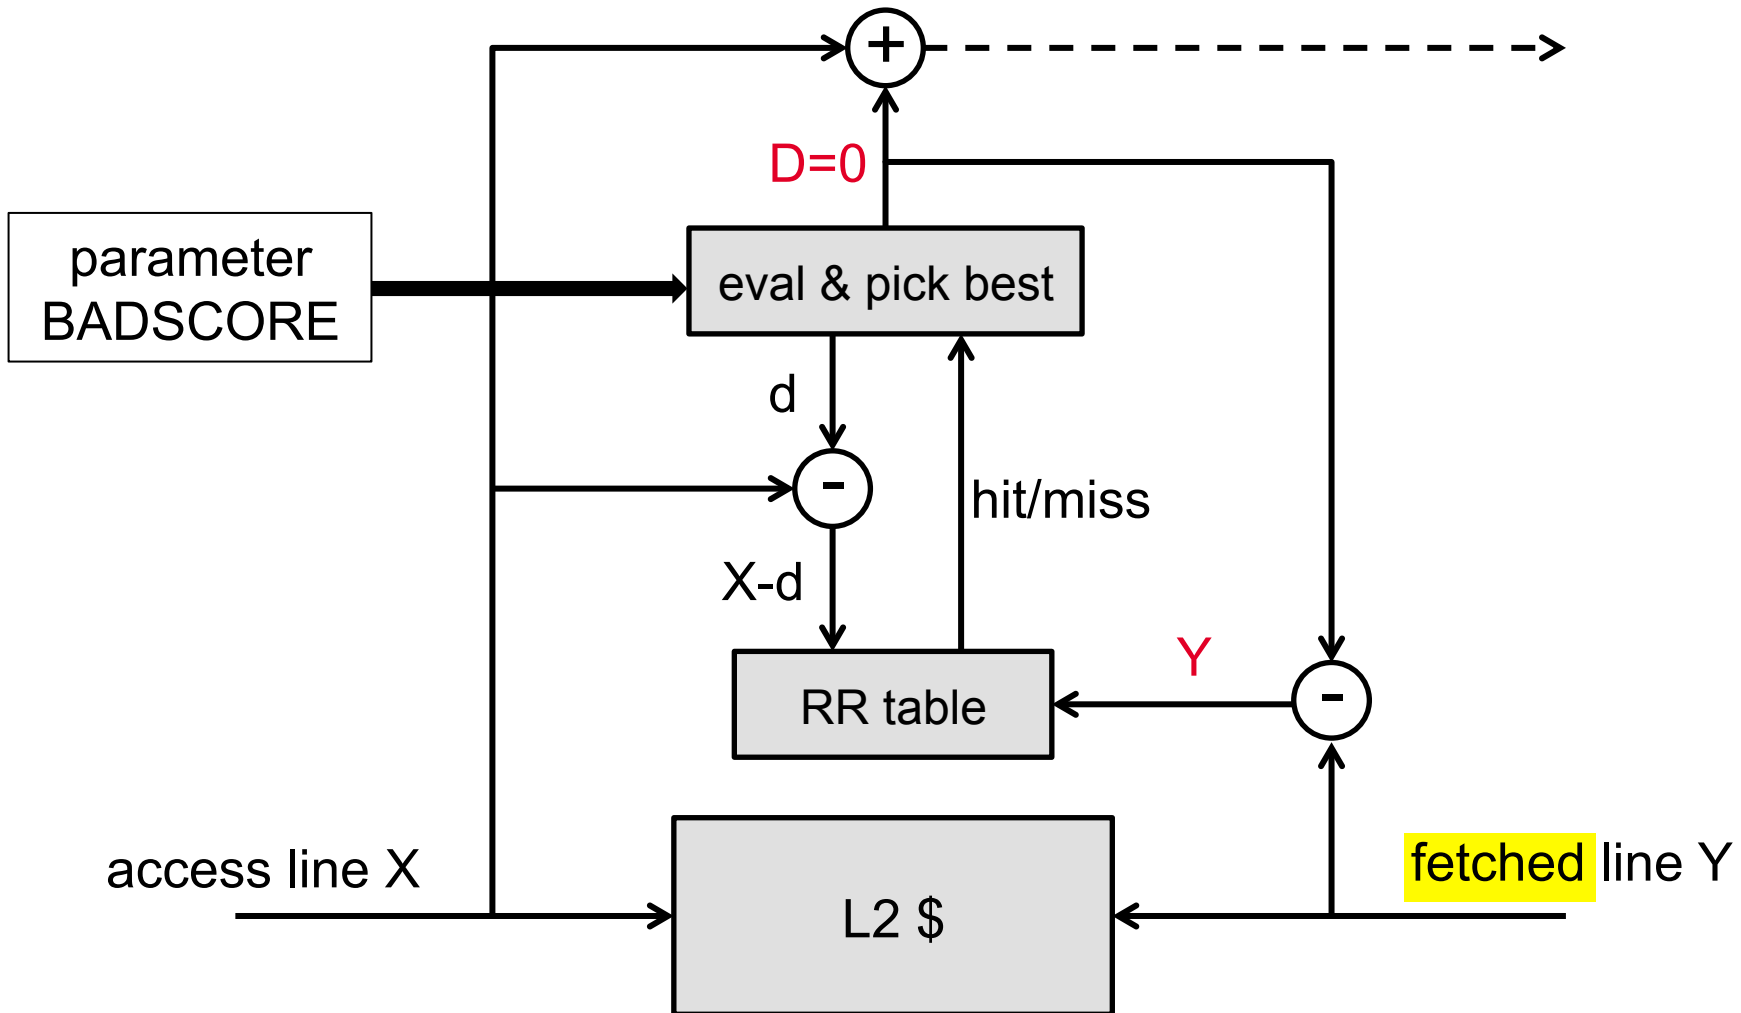 +
D=0
parameter
BADSCORE
eval & pick best
d
-
hit/miss
X-d
Y
RR table
-
access line X
fetched line Y
L2 $